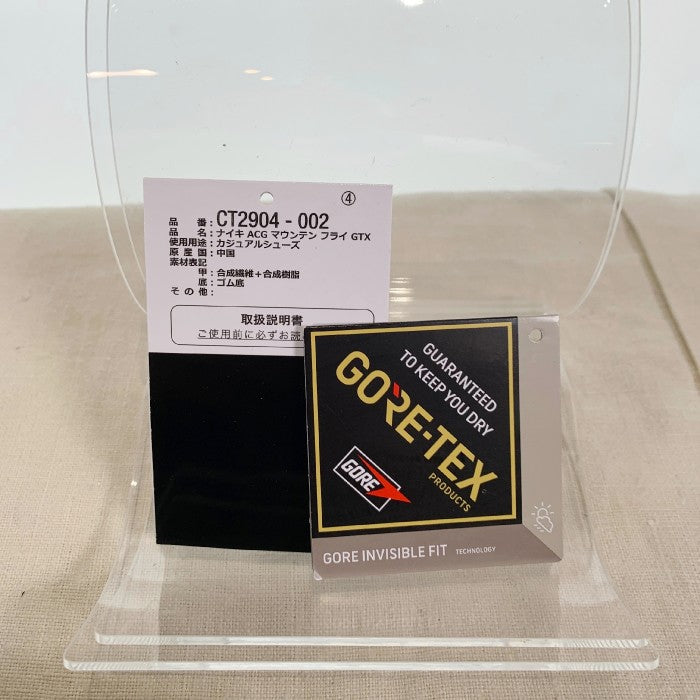 ④
品番：CT2904-002
品名：ナイキ ACG マウンテン フライ GTX
使用用途：カジュアルシューズ
原産国：中国
素材表記
甲：合成繊維＋合成樹脂
底：ゴム底
その他：
取扱説明書
ご使用前に必ずお読
GUARANTEED
TO KEEP YOU DRY
GORE-TEX
PRODUCTS
GORE
GORE INVISIBLE FIT TECHNOLOGY